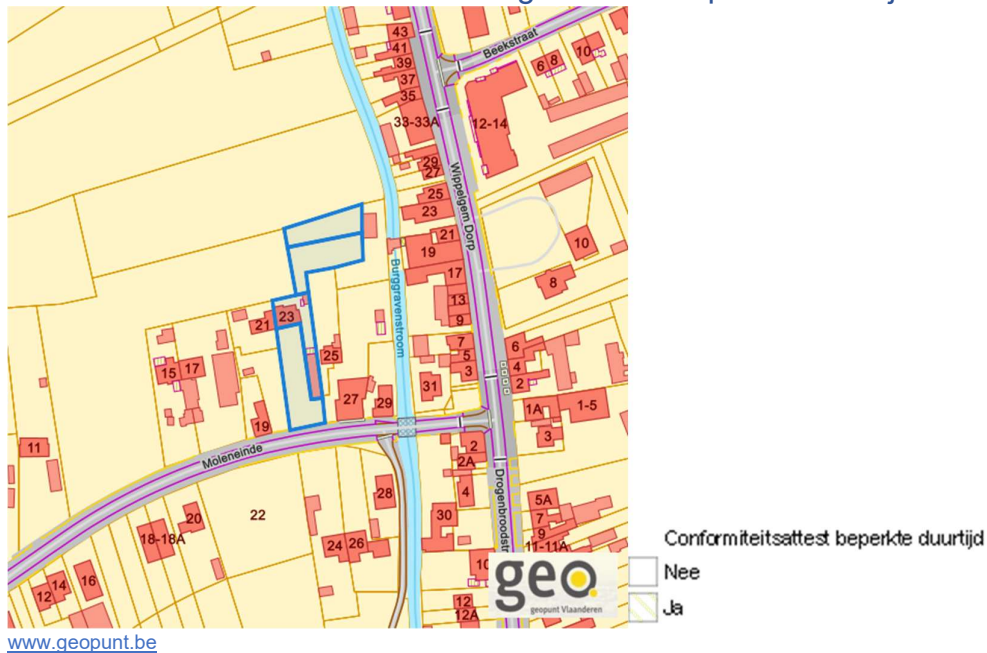 43
41
39
37
35
33-33A
29
27
25
23
21
19
17
13
9
7
5
3
31
Beekstraat
6 8
10
12-14
Wippelgem Dorp
10
8
6
4
2
1A
1-5
3
Burggravenstroom
23
21
25
15
17
27
29
19
11
Moleneinde
2
2A
4
28
30
22
20
18-18A
24 26
16
14
12
Drogenbroodstr
5A
7
9
11-11A
10
12
12A
geo
geopunt Vlaanderen
Conformiteitsattest beperkte duurtijd
Nee
Ja
www.geopunt.be